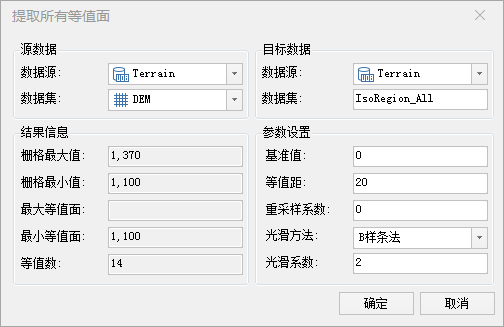 提取所有等值面
源数据
数据源: Terrain
数据集: DEM
目标数据
数据源: Terrain
数据集: IsoRegion_All
结果信息
栅格最大值: 1,370
栅格最小值: 1,100
最大等值面:
最小等值面: 1,100
等值数: 14
参数设置
基准值: 0
等值距: 20
重采样系数: 0
光滑方法: B样条法
光滑系数: 2
确定 取消